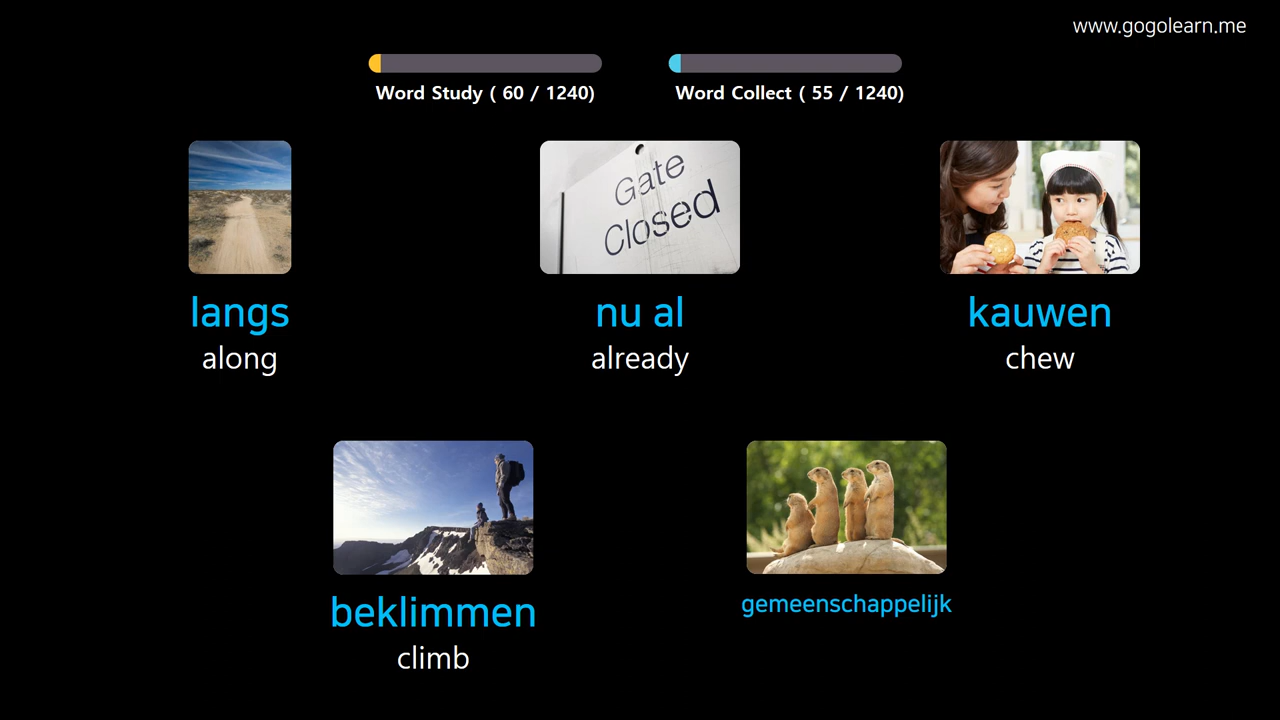 www.gogolearn.me
Word Study ( 60 / 1240)
Word Collect ( 55 / 1240)
Gate
Closed
langs
along
nu al
already
kauwen
chew
beklimmen
climb
gemeenschappelijk